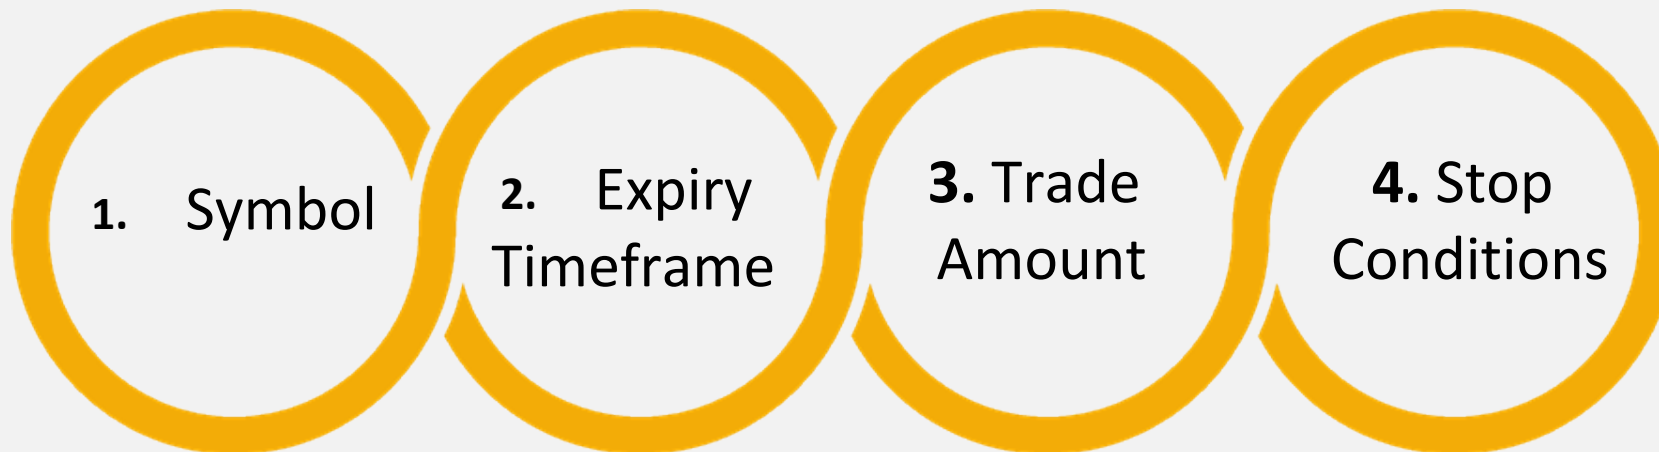 1. Symbol
2. Expiry
Timeframe
3. Trade
Amount
4. Stop
Conditions